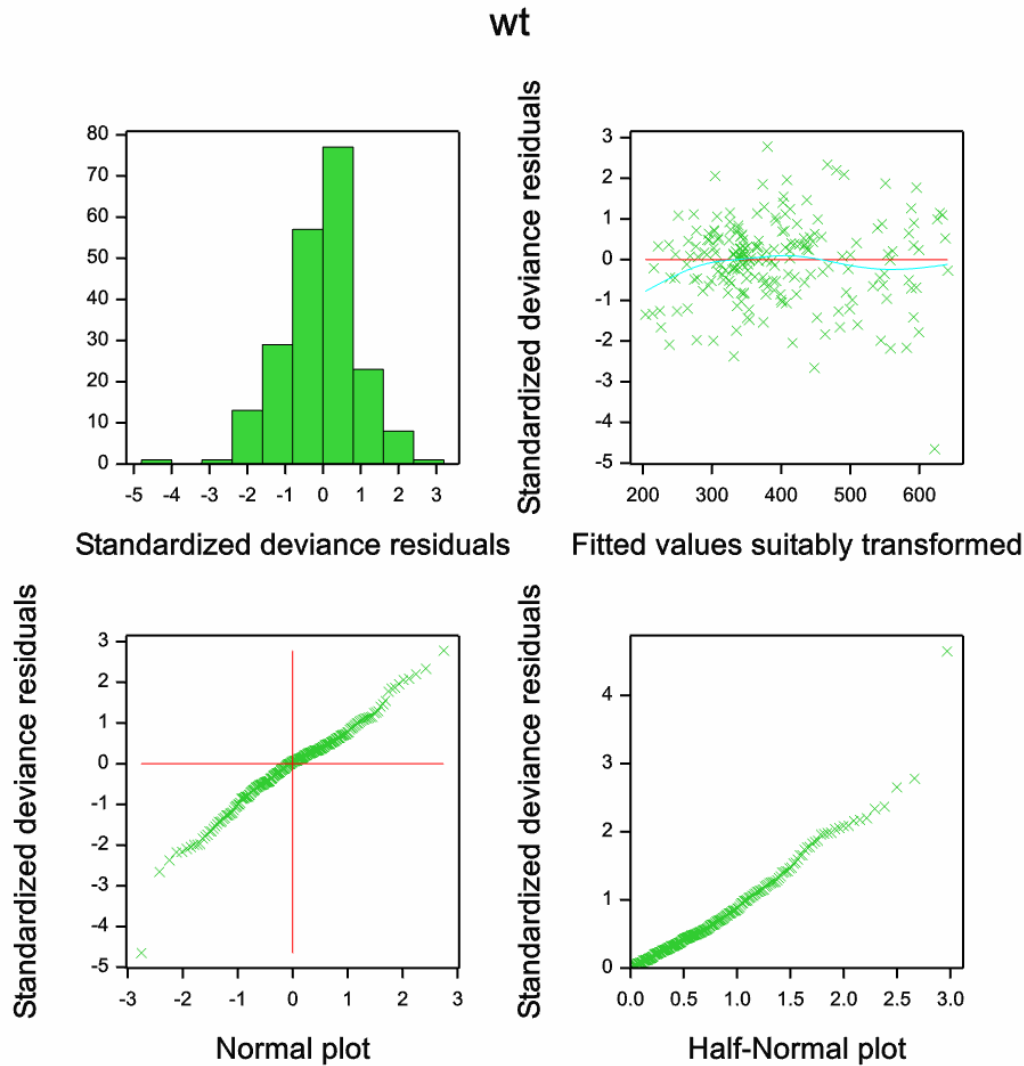 wt
Standardized deviance residuals
80
70
60
50
40
30
20
10
0
-5 -4 -3 -2 -1 0 1 2 3
Standardized deviance residuals
Standardized deviance residuals
3
2
1
0
-1
-2
-3
-4
-5
200 300 400 500 600
Fitted values suitably transformed
Standardized deviance residuals
3
2
1
0
-1
-2
-3
-4
-5
-3 -2 -1 0 1 2 3
Normal plot
Standardized deviance residuals
4
3
2
1
0
0.0 0.5 1.0 1.5 2.0 2.5 3.0
Half-Normal plot